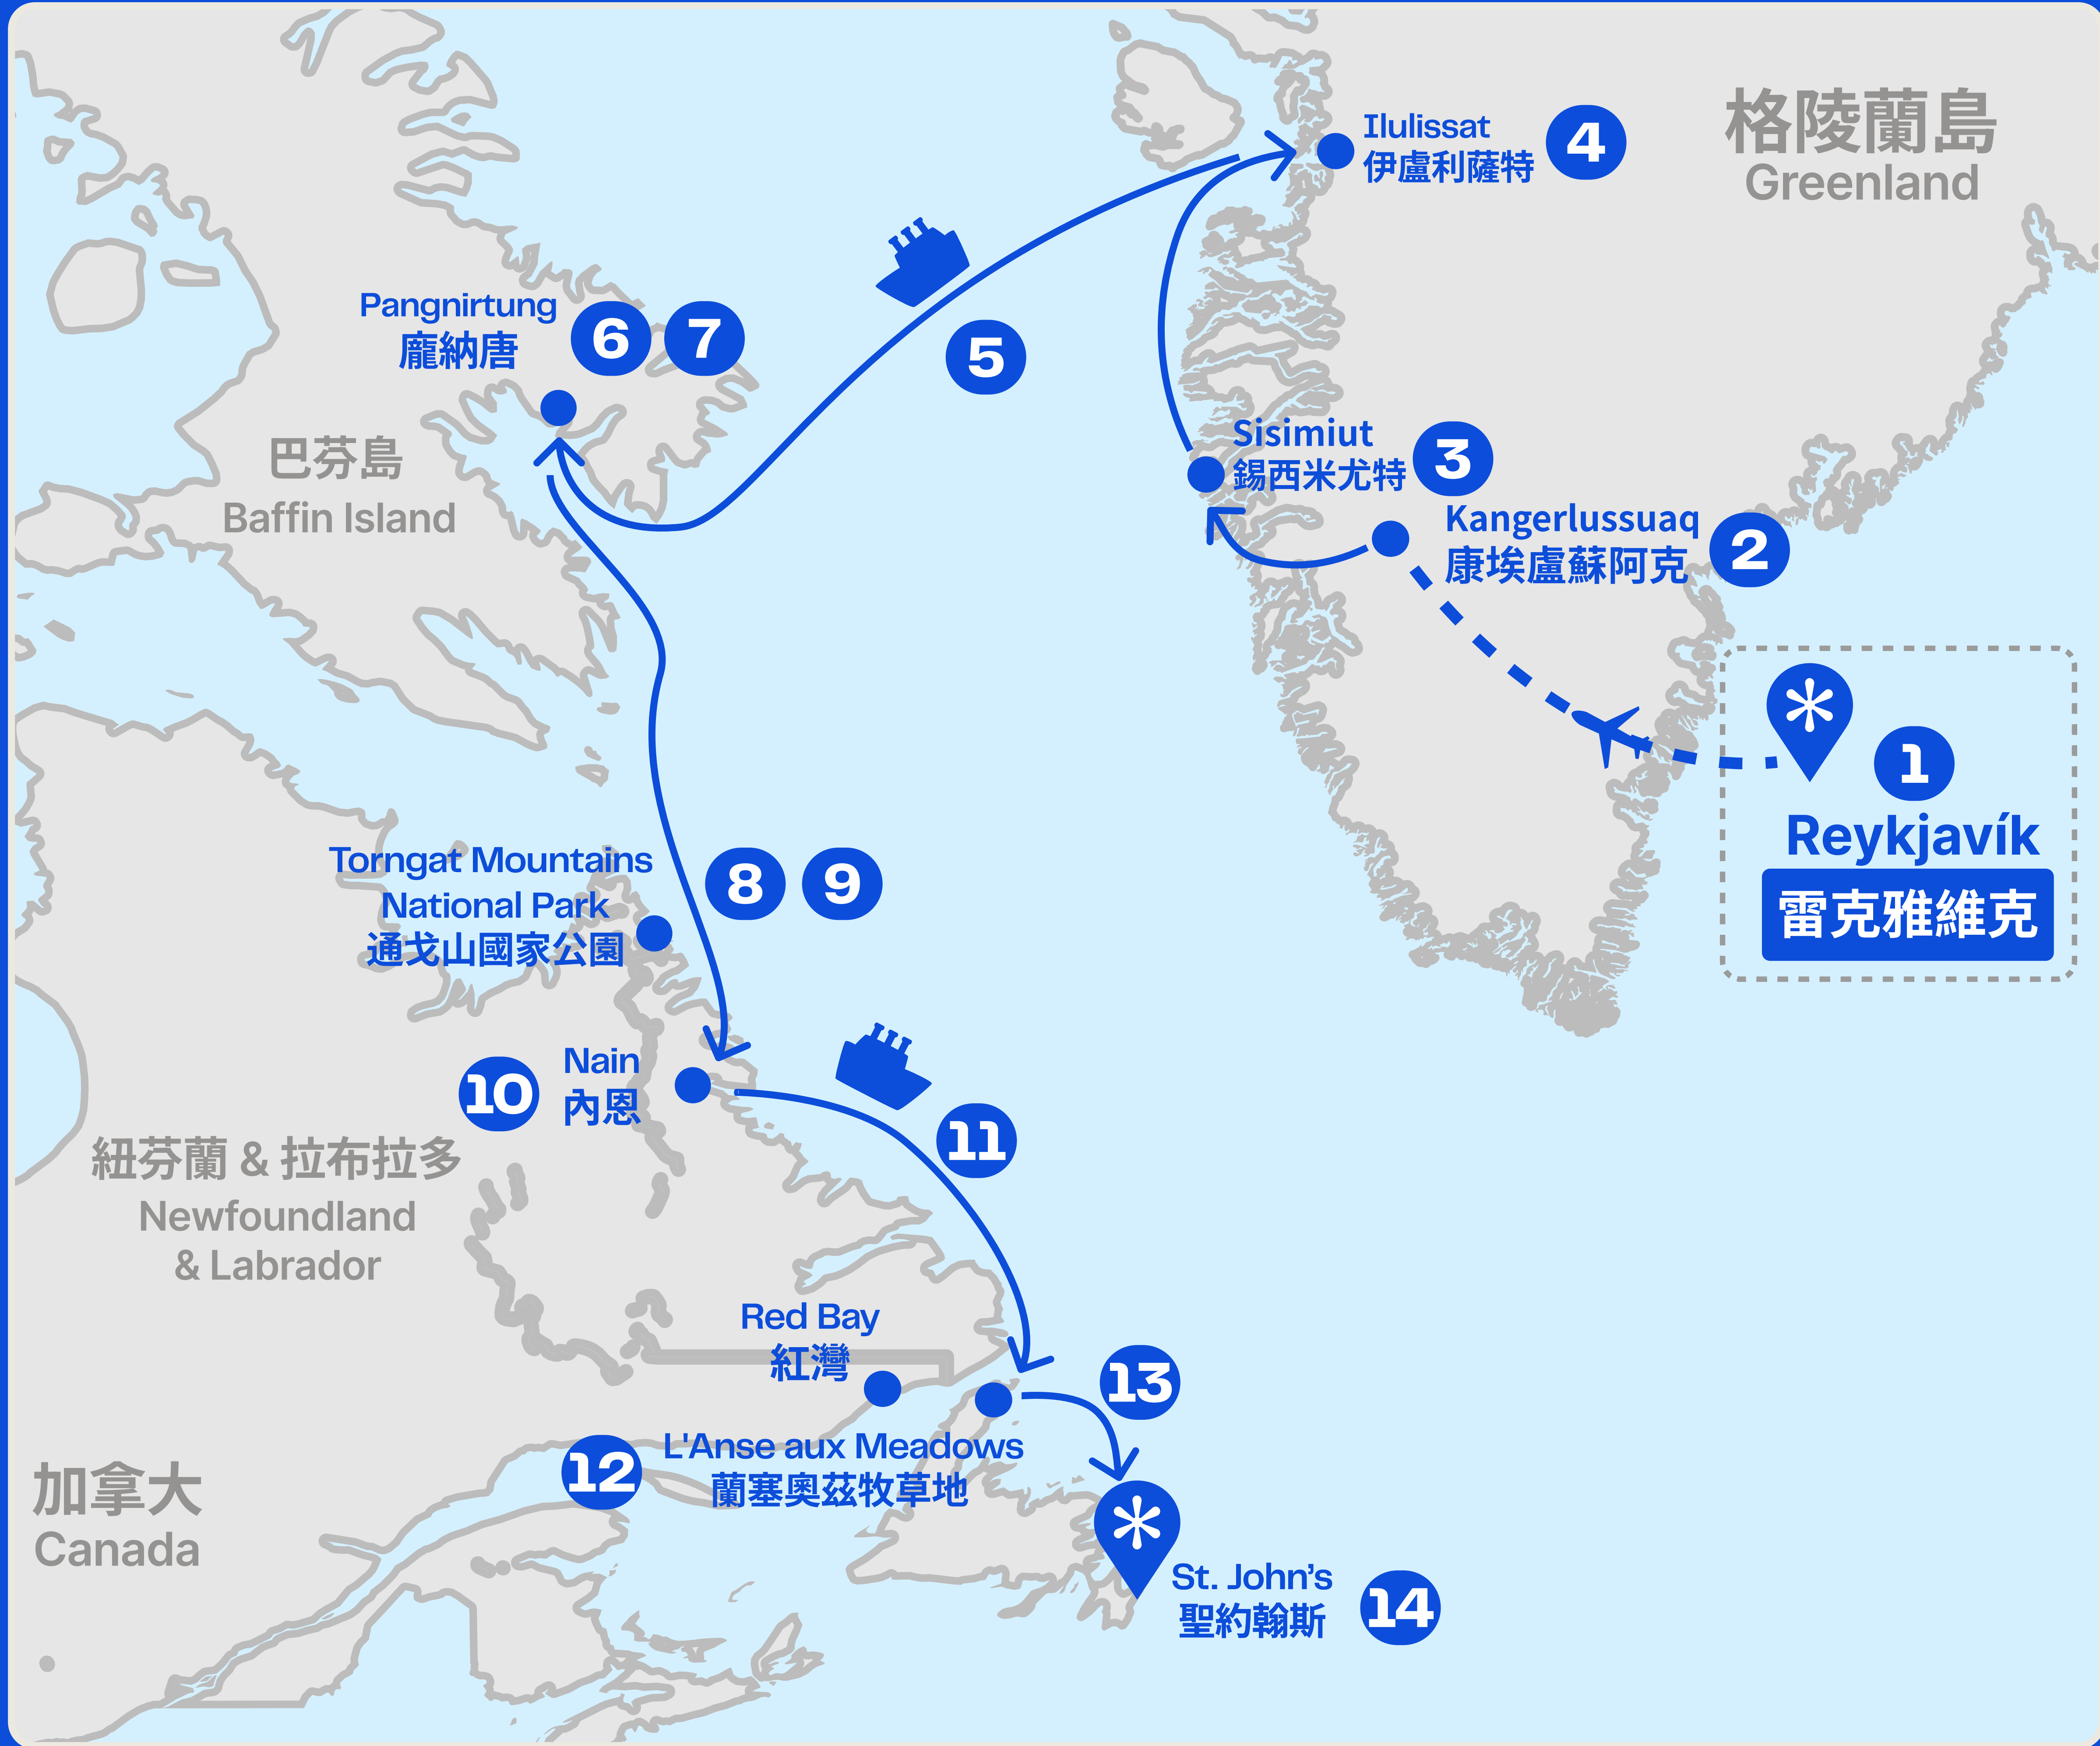 格陵蘭島
Greenland
Ilulissat
伊盧利薩特
4
Pangnirtung
龐納唐
6
7
5
Sisimiut
錫西米尤特
3
巴芬島
Baffin Island
Kangerlussuaq
康埃盧蘇阿克
2
1
Reykjavík
雷克雅維克
Torngat Mountains
National Park
通戈山國家公園
8
9
Nain
內恩
10
11
紐芬蘭 & 拉布拉多
Newfoundland
& Labrador
Red Bay
紅灣
13
L'Anse aux Meadows
蘭塞奧茲牧草地
12
加拿大
Canada
St. John’s
聖約翰斯
14